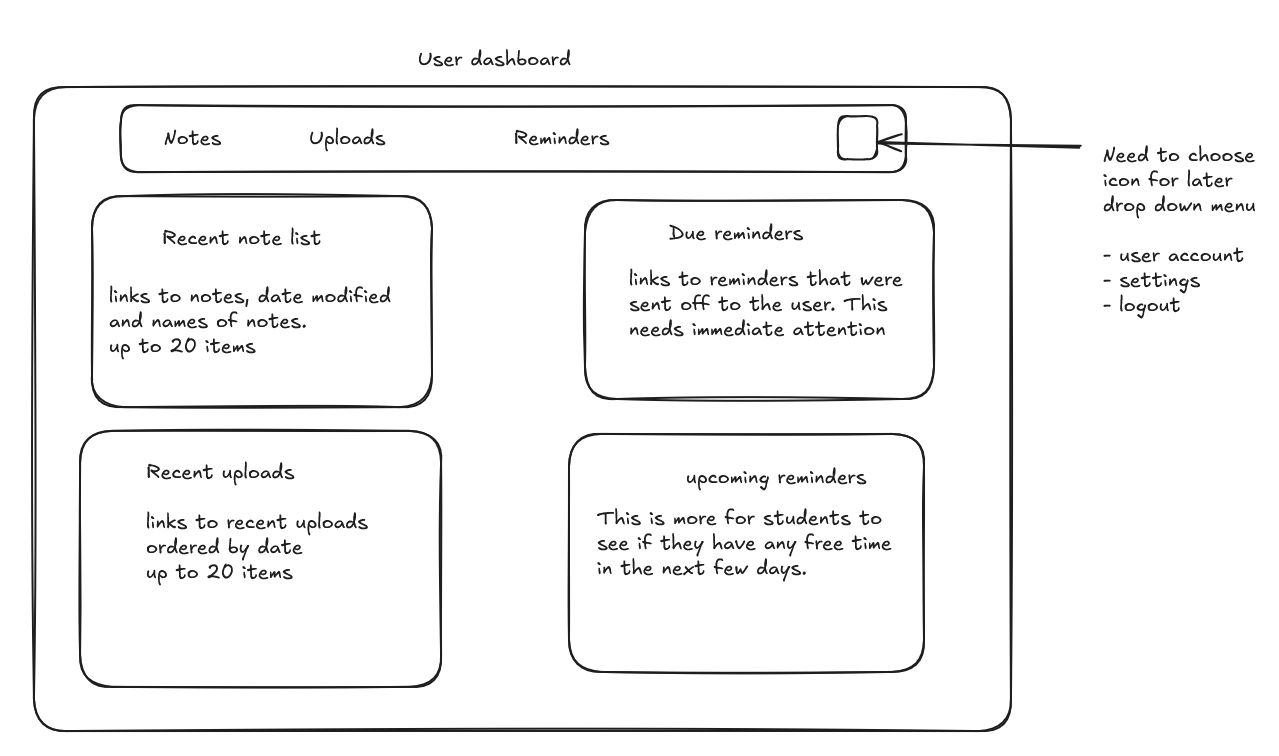 User dashboard
Notes
Uploads
Reminders
Need to choose
icon for later
drop down menu
- user account
- settings
- logout
Recent note list
links to notes, date modified
and names of notes.
up to 20 items
Due reminders
links to reminders that were
sent off to the user. This
needs immediate attention
Recent uploads
links to recent uploads
ordered by date
up to 20 items
upcoming reminders
This is more for students to
see if they have any free time
in the next few days.